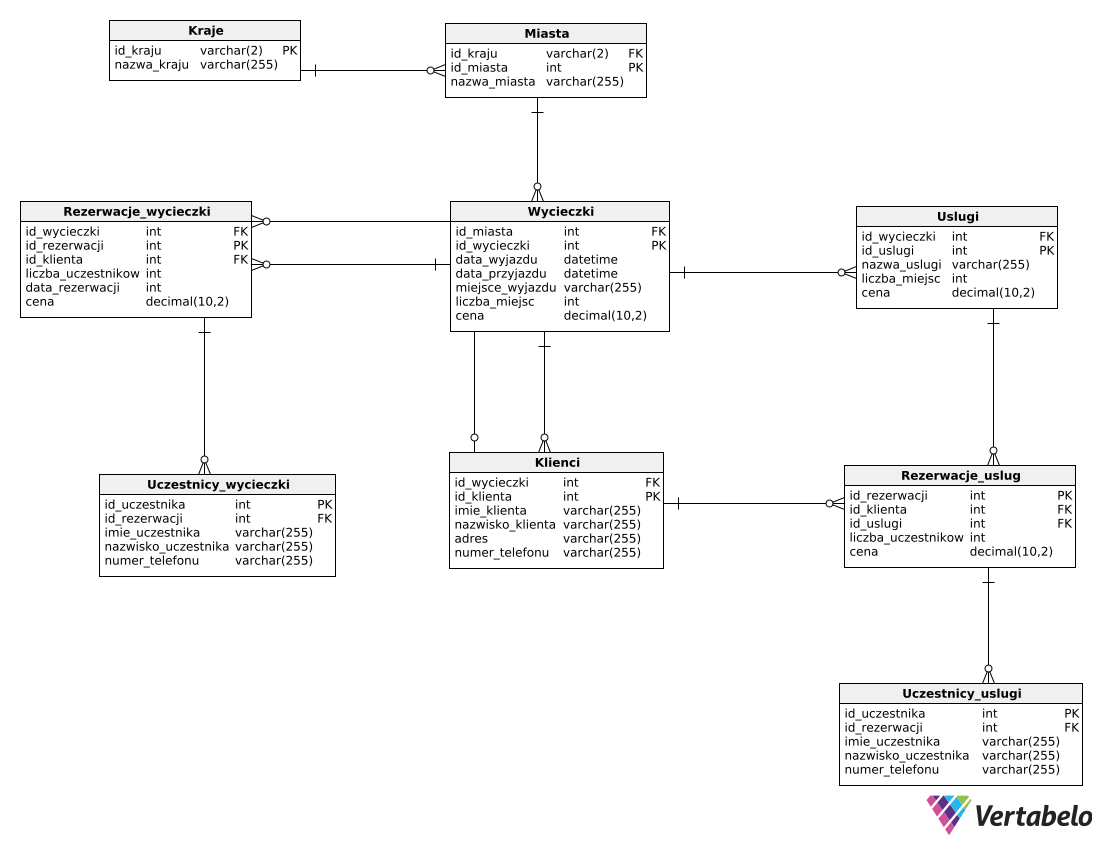 Kraje
id_kraju varchar(2) PK
nazwa_kraju varchar(255)
Miasta
id_kraju varchar(2) FK
id_miasta int PK
nazwa_miasta varchar(255)
Rezerwacje_wycieczki
id_wycieczki int FK
id_rezerwacji int PK
id_klienta int FK
liczba_uczestnikow int
data_rezerwacji int
cena decimal(10,2)
Wycieczki
id_miasta int FK
id_wycieczki int PK
data_wyjazdu datetime
data_przyjazdu datetime
miejsce_wyjazdu varchar(255)
liczba_miejsc int
cena decimal(10,2)
Uslugi
id_wycieczki int FK
id_uslugi int PK
nazwa_uslugi varchar(255)
liczba_miejsc int
cena decimal(10,2)
Uczestnicy_wycieczki
id_uczestnika int PK
id_rezerwacji int FK
imie_uczestnika varchar(255)
nazwisko_uczestnika varchar(255)
numer_telefonu varchar(255)
Klienci
id_wycieczki int FK
id_klienta int PK
imie_klienta varchar(255)
nazwisko_klienta varchar(255)
adres varchar(255)
numer_telefonu varchar(255)
Rezerwacje_uslug
id_rezerwacji int PK
id_klienta int FK
id_uslugi int FK
liczba_uczestnikow int
cena decimal(10,2)
Uczestnicy_uslugi
id_uczestnika int PK
id_rezerwacji int FK
imie_uczestnika varchar(255)
nazwisko_uczestnika varchar(255)
numer_telefonu varchar(255)
Vertabelo